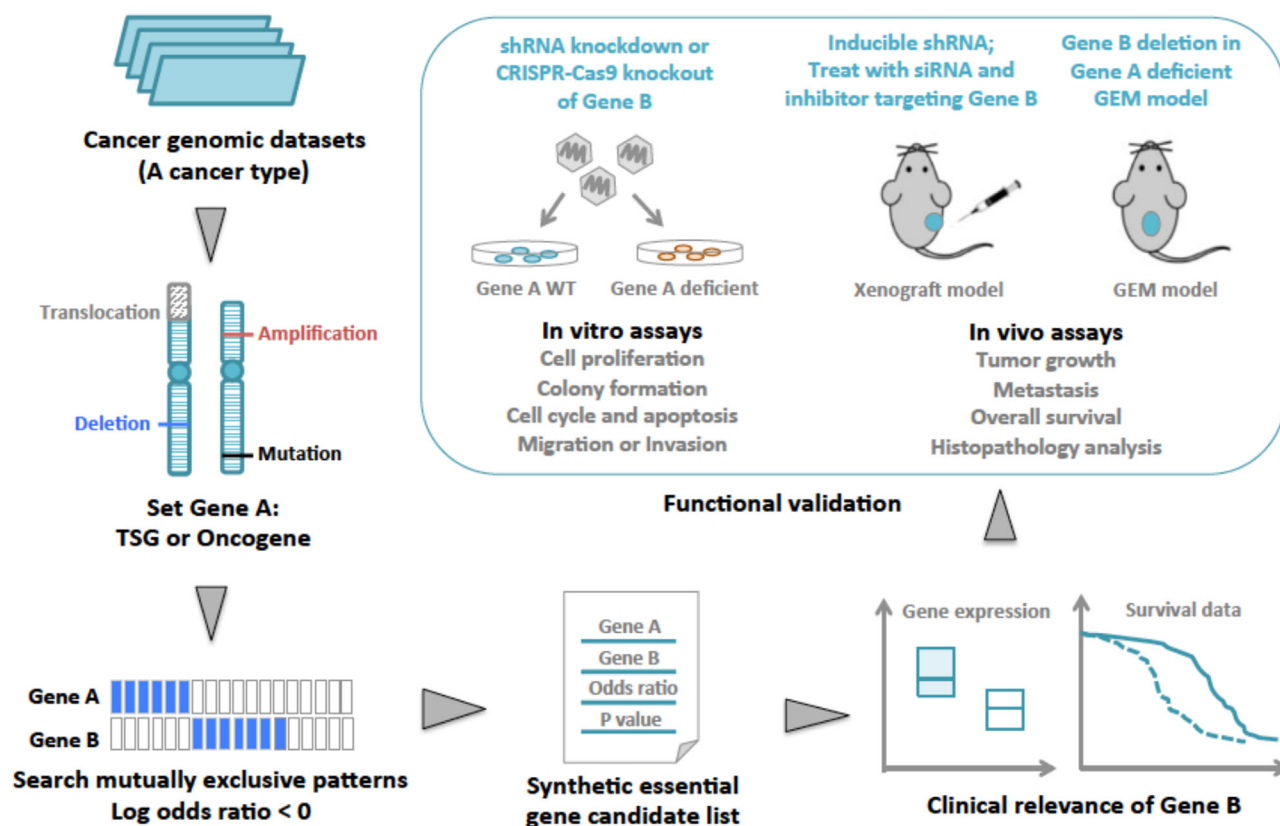 Cancer genomic datasets
(A cancer type)
Translocation
Amplification
Deletion
Mutation
Set Gene A:
TSG or Oncogene
Gene A
Gene B
Search mutually exclusive patterns
Log odds ratio < 0
Gene A
Gene B
Odds ratio
P value
Synthetic essential
gene candidate list
Gene expression
Survival data
Clinical relevance of Gene B
Functional validation
shRNA knockdown or
CRISPR-Cas9 knockout
of Gene B
Gene A WT
Gene A deficient
In vitro assays
Cell proliferation
Colony formation
Cell cycle and apoptosis
Migration or Invasion
Inducible shRNA;
Treat with siRNA and
inhibitor targeting Gene B
Gene B deletion in
Gene A deficient
GEM model
Xenograft model
GEM model
In vivo assays
Tumor growth
Metastasis
Overall survival
Histopathology analysis